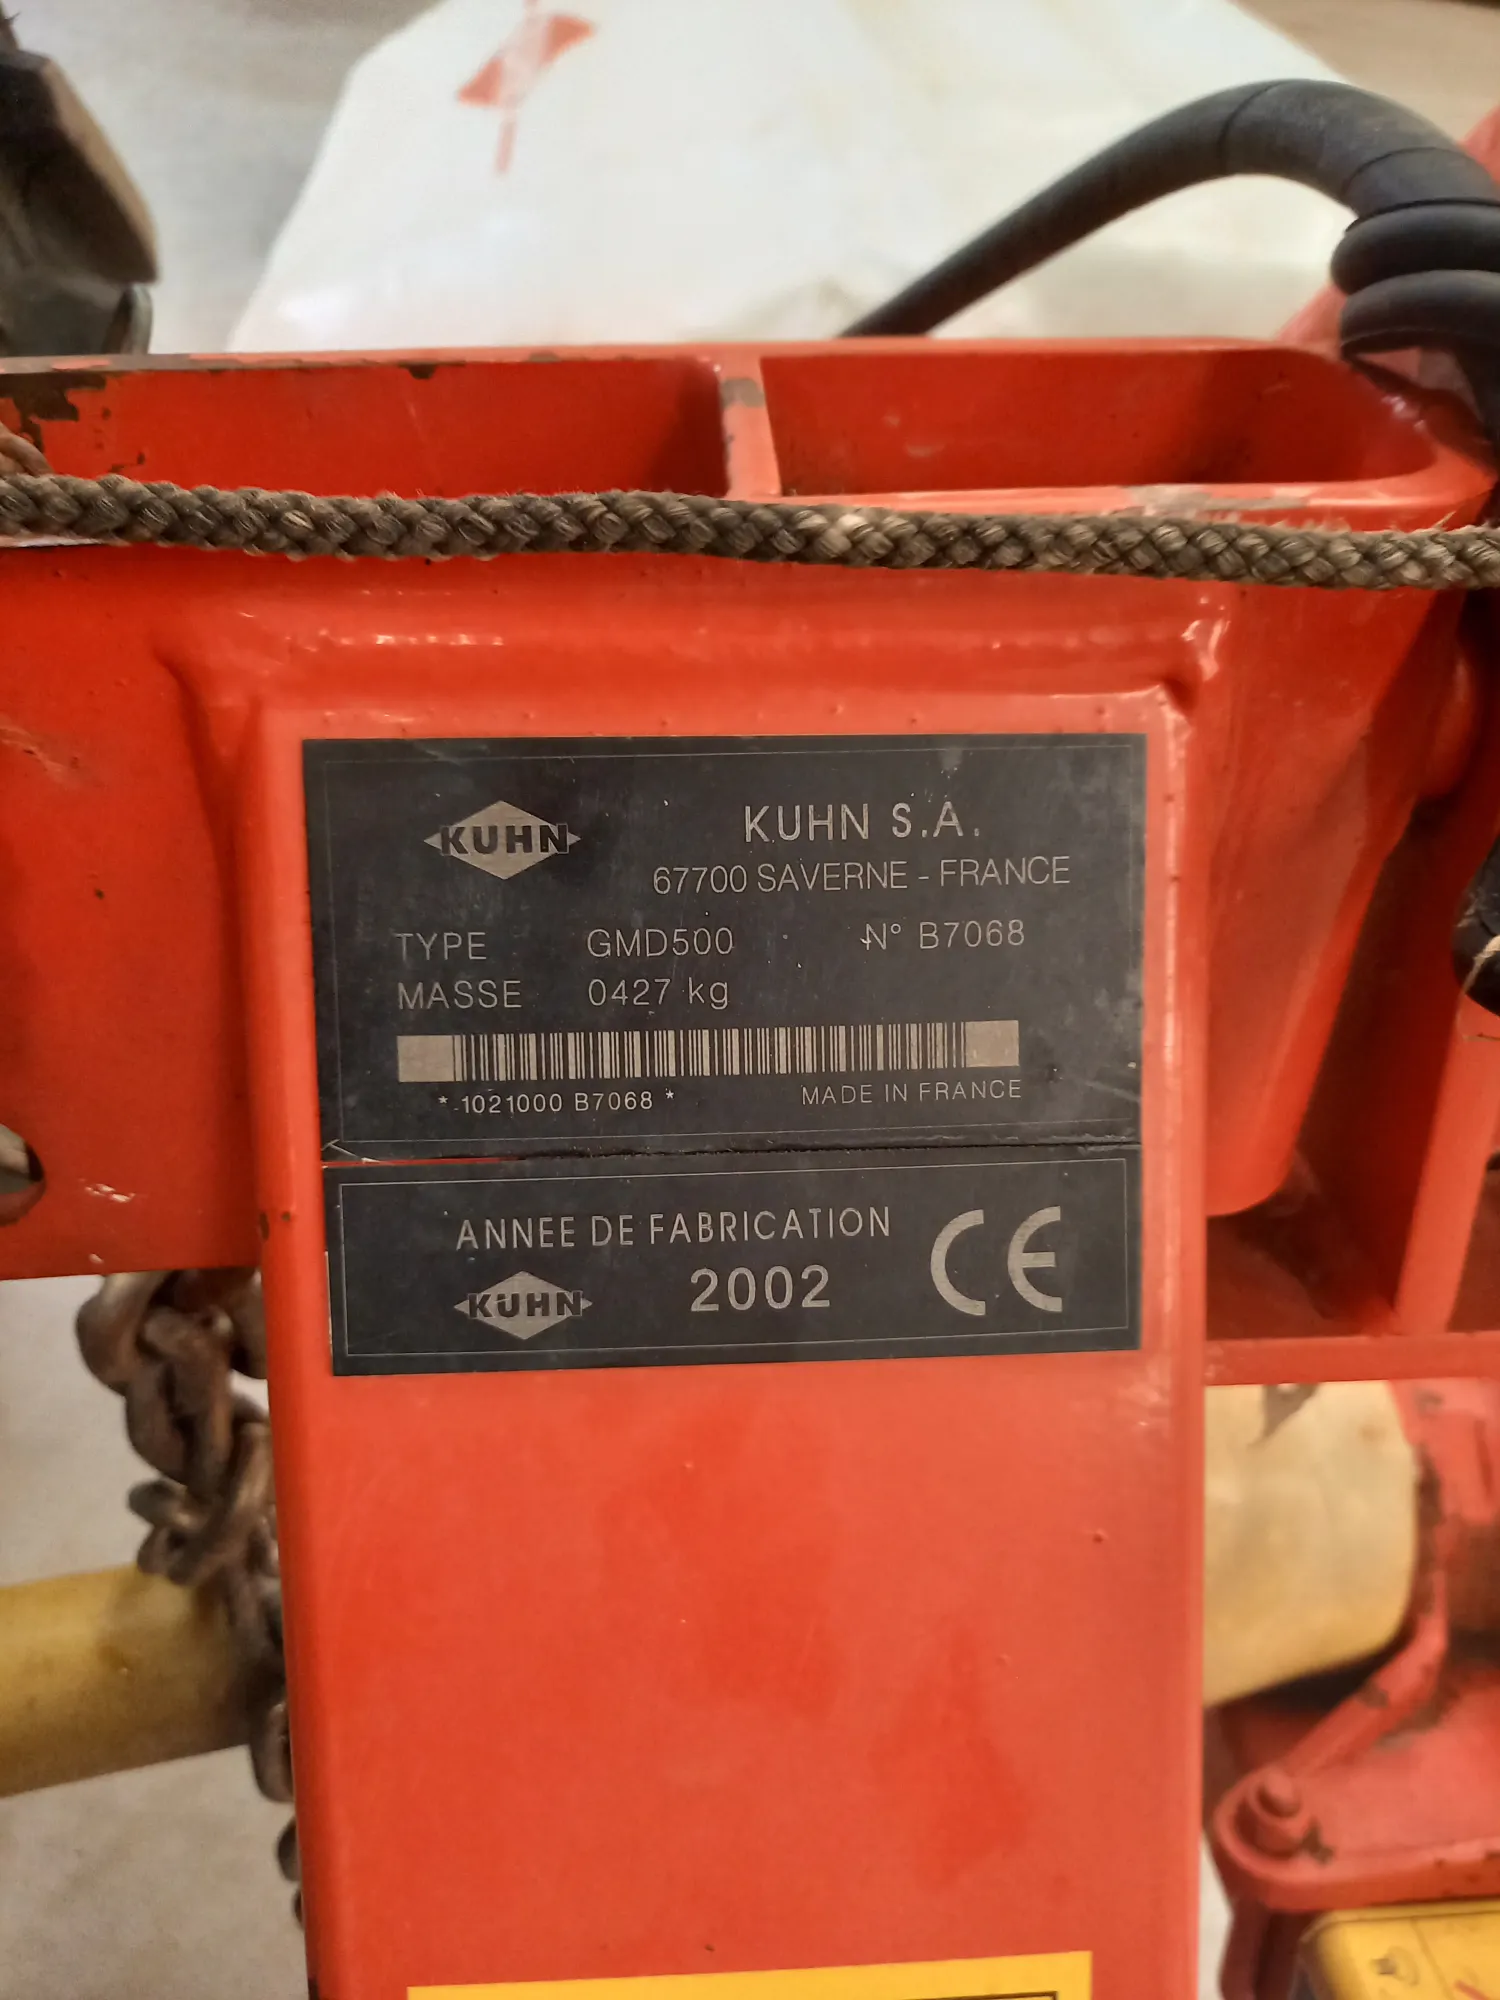 KUHN
KUHN S.A.
67700 SAVERNE - FRANCE
TYPE GMD500 N° B7068
MASSE 0427 kg
* 1021000 B7068 *
MADE IN FRANCE
ANNEE DE FABRICATION
KUHN 2002 CE